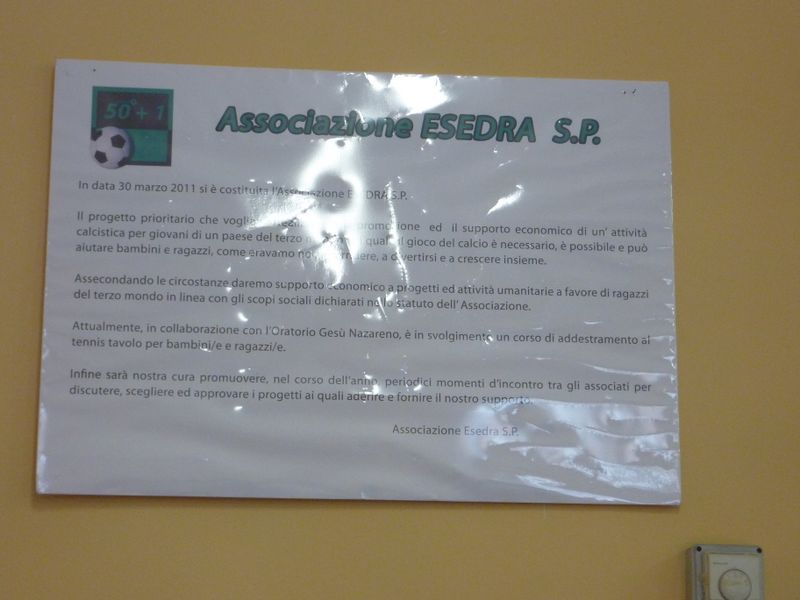 50°+ 1
Associazione ESEDRA S.P.
In data 30 marzo 2011 si è costituita l'Associazione ESEDRA S.P.
Il progetto prioritario che promozione ed il supporto economico di un' attività
calcistica per giovani di un paese del terzo il gioco del calcio è necessario, è possibile e può
aiutare bambini e ragazzi, come eravamo a divertirsi e a crescere insieme.
Assecondando le circostanze daremo supporto economico a progetti ed attività umanitarie a favore di ragazzi
del terzo mondo in linea con gli scopi sociali dichiarati nello statuto dell' Associazione.
Attualmente, in collaborazione con l'Oratorio Gesù Nazareno, è in svolgimento un corso di addestramento al
tennis tavolo per bambini/e e ragazzi/e.
Infine sarà nostra cura promuovere, nel corso dell'anno, periodici momenti d'incontro tra gli associati per
discutere, scegliere ed approvare i progetti ai quali aderire e fornire il nostro supporto.
Associazione Esedra S.P.